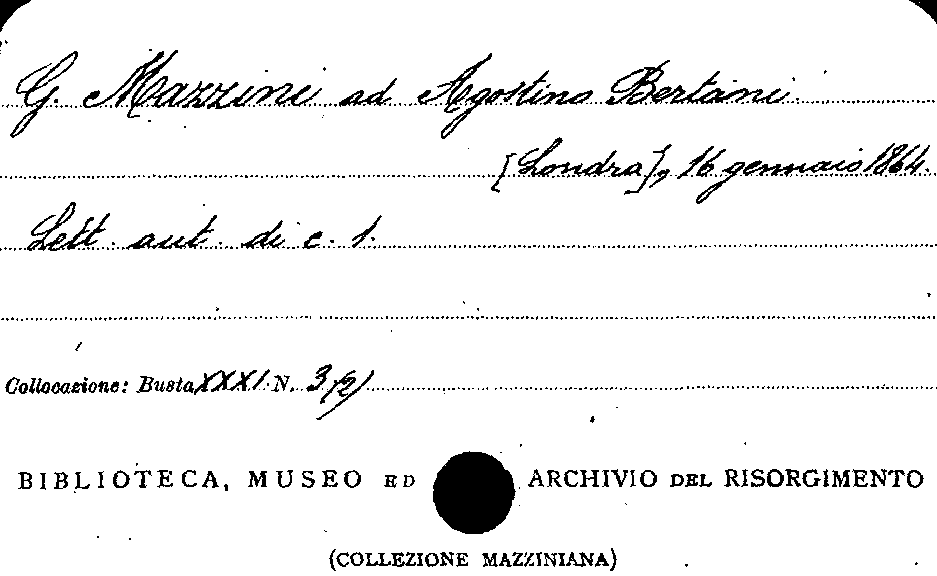 G. Mazzini ad Agostino Bertani.
[Londra], 16 gennaio 1864.
Lett. aut. di c. 1.
Collocazione: Busta XXXI N. 3/2/
BIBLIOTECA, MUSEO ED ARCHIVIO DEL RISORGIMENTO
(COLLEZIONE MAZZINIANA)